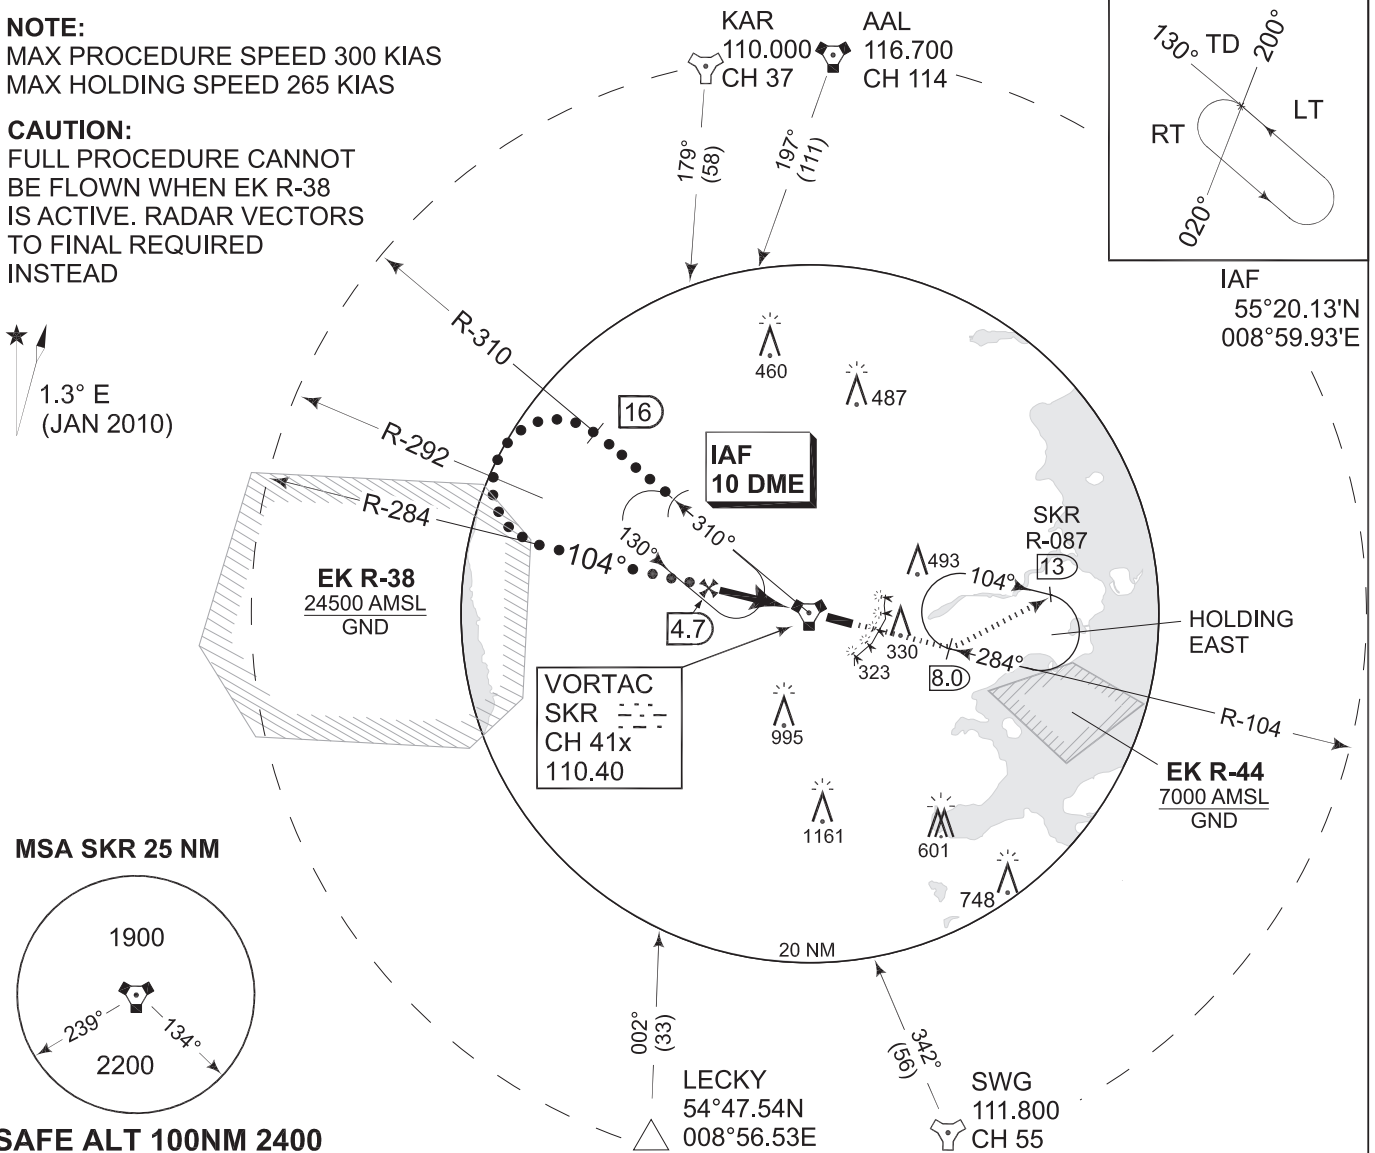 NOTE:
MAX PROCEDURE SPEED 300 KIAS
MAX HOLDING SPEED 265 KIAS
CAUTION:
FULL PROCEDURE CANNOT
BE FLOWN WHEN EK R-38
IS ACTIVE. RADAR VECTORS
TO FINAL REQUIRED
INSTEAD
1.3° E
(JAN 2010)
KAR
110.000
CH 37
AAL
116.700
CH 114
179°
(58)
197°
(111)
130°
TD
200°
LT
RT
020°
IAF
55°20.13'N
008°59.93'E
R-310
16
R-292
R-284
460
487
IAF
10 DME
310°
130°
104°
4.7
EK R-38
24500 AMSL
GND
SKR
R-087
13
493
104°
330
323
284°
8.0
HOLDING
EAST
R-104
EK R-44
7000 AMSL
GND
VORTAC
SKR
CH 41x
110.40
995
1161
601
748
20 NM
MSA SKR 25 NM
1900
239°
134°
2200
SAFE ALT 100NM 2400
002°
(33)
LECKY
54°47.54N
008°56.53E
342°
(56)
SWG
111.800
CH 55